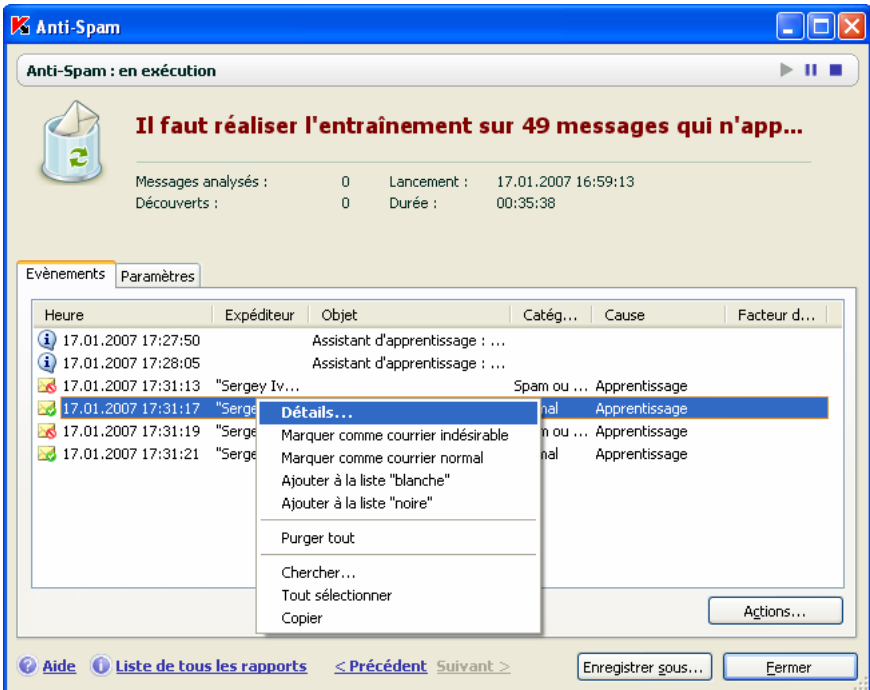 Anti-Spam
Anti-Spam : en exécution
Il faut réaliser l'entraînement sur 49 messages qui n'app...
Messages analysés : 0 Lancement : 17.01.2007 16:59:13
Découverts : 0 Durée : 00:35:38
Evènements Paramètres
Heure Expéditeur Objet Catég... Cause Facteur d...
17.01.2007 17:27:50 Assistant d'apprentissage : ...
17.01.2007 17:28:05 Assistant d'apprentissage : ...
17.01.2007 17:31:13 "Sergey Iv... Spam ou ... Apprentissage
17.01.2007 17:31:17 "Serge nal Apprentissage
17.01.2007 17:31:19 "Serge n ou ... Apprentissage
17.01.2007 17:31:21 "Serge nal Apprentissage
Détails...
Marquer comme courrier indésirable
Marquer comme courrier normal
Ajouter à la liste "blanche"
Ajouter à la liste "noire"
Purger tout
Chercher...
Tout sélectionner
Copier
Actions...
Aide Liste de tous les rapports < Précédent Suivant > Enregistrer sous... Fermer